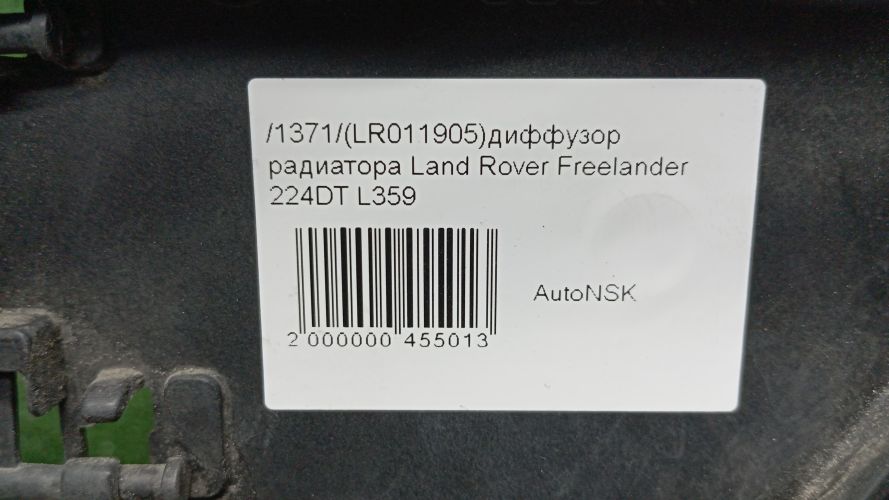 /1371/(LR011905)диффузор
радиатора Land Rover Freelander
224DT L359
AutoNSK
2 000000 455013